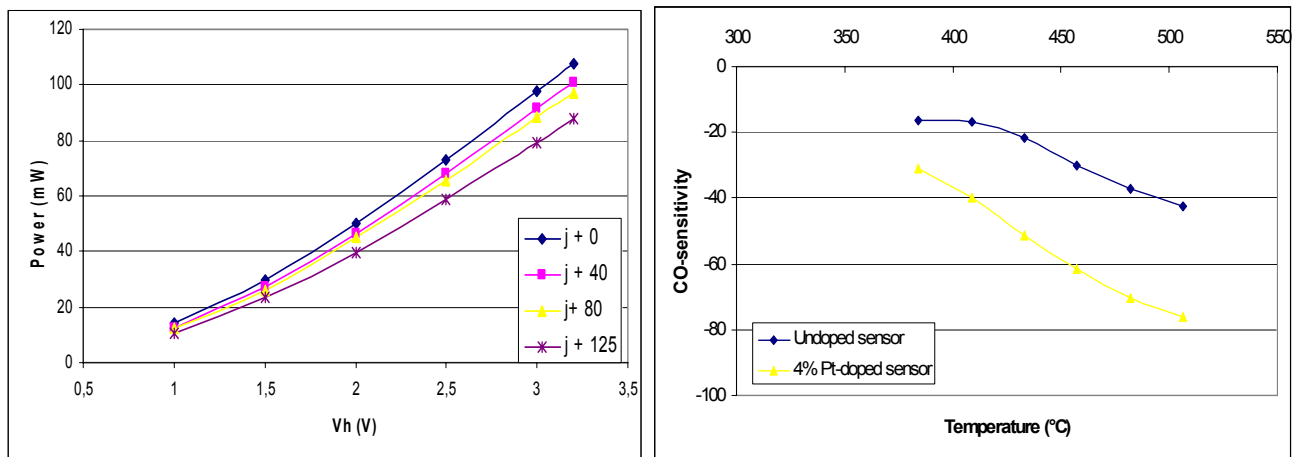 120
100
80
60
40
20
0
Power (mW)
0,5 1 1,5 2 2,5 3 3,5
Vh (V)
j + 0
j + 40
j+ 80
j + 125
300 350 400 450 500 550
0
-20
-40
-60
-80
-100
CO-sensitivity
Undoped sensor
4% Pt-doped sensor
Temperature (°C)